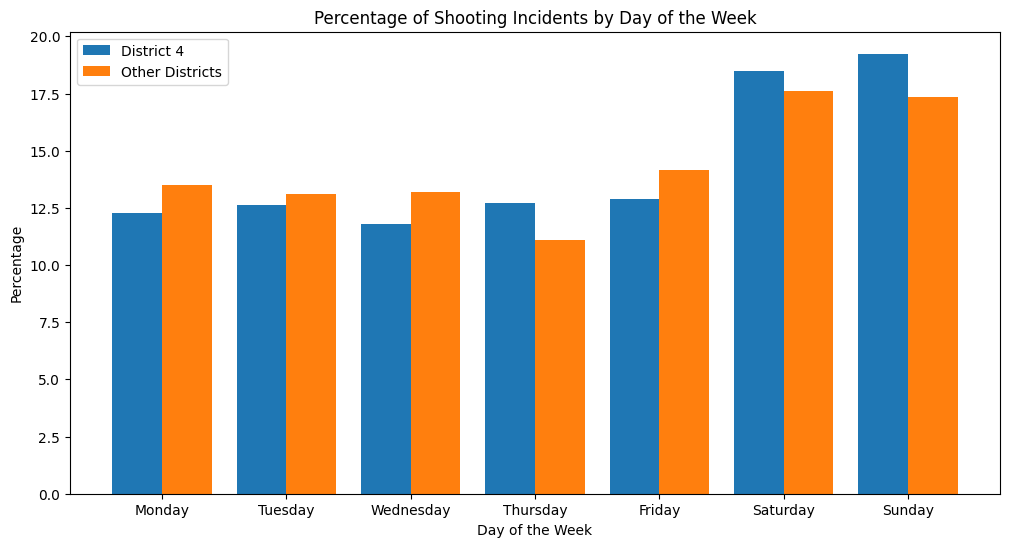 Percentage of Shooting Incidents by Day of the Week
District 4
Other Districts
20.0
17.5
15.0
12.5
10.0
7.5
5.0
2.5
0.0
Percentage
Monday Tuesday Wednesday Thursday Friday Saturday Sunday
Day of the Week